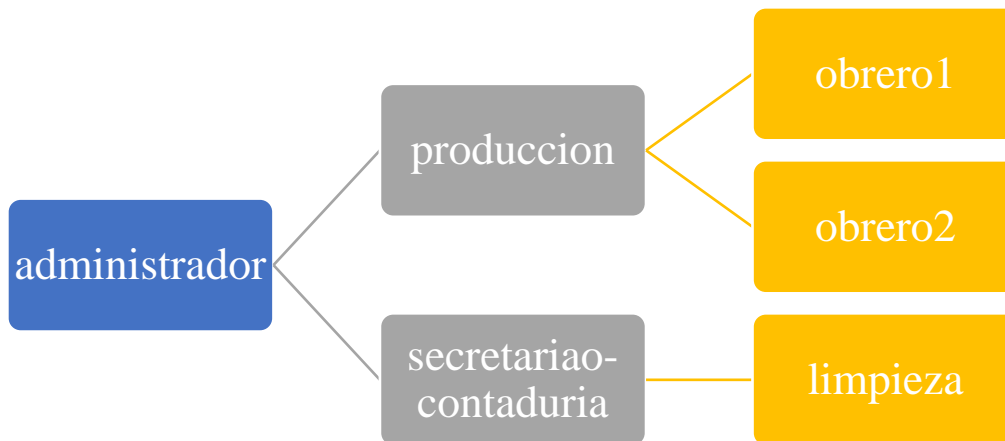 administrador
produccion
secretariao-
contaduria
obrero1
obrero2
limpieza